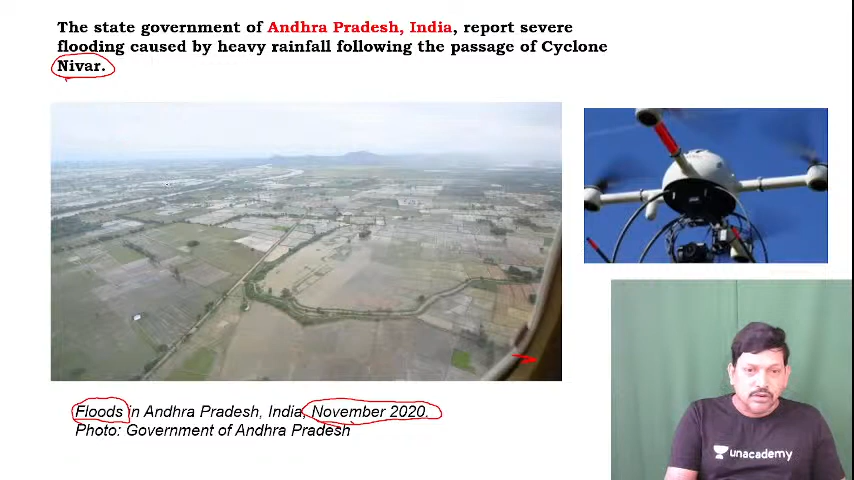 The state government of Andhra Pradesh, India, report severe
flooding caused by heavy rainfall following the passage of Cyclone
Nivar.
Floods in Andhra Pradesh, India, November 2020.
Photo: Government of Andhra Pradesh
unacademy